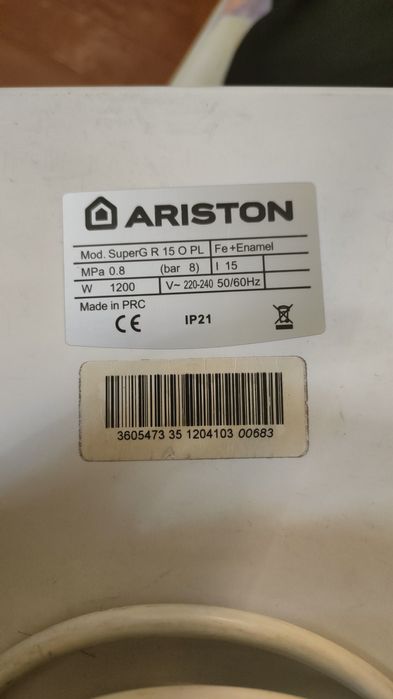 ARISTON
Mod. SuperG R 15 O PL Fe+Enamel
MPa 0.8 (bar 8) l 15
W 1200 V~ 220-240 50/60Hz
Made in PRC
CE IP21
3605473 35 1204103 00683